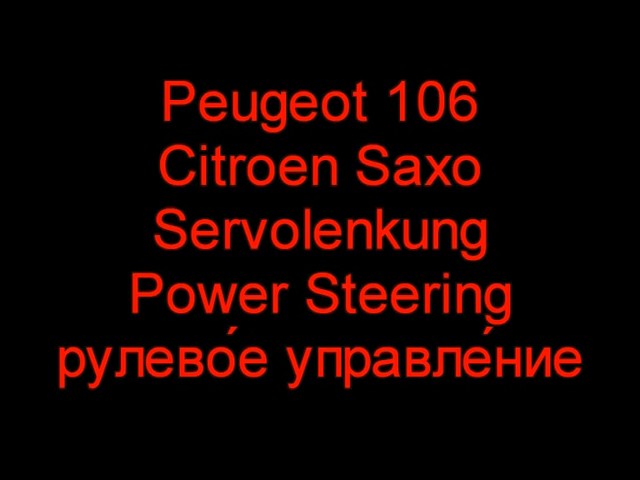 Peugeot 106
Citroen Saxo
Servolenkung
Power Steering
рулево́е управле́ние